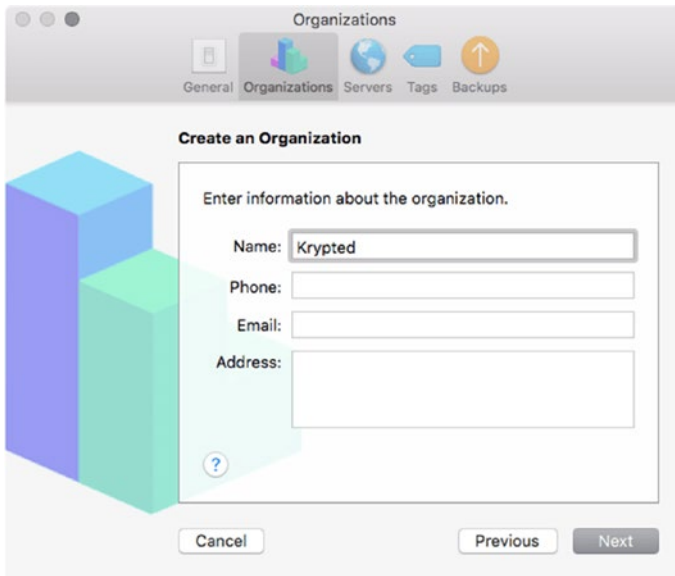 Organizations
General Organizations Servers Tags Backups
Create an Organization
Enter information about the organization.
Name: Krypted
Phone:
Email:
Address:
?
Cancel Previous Next